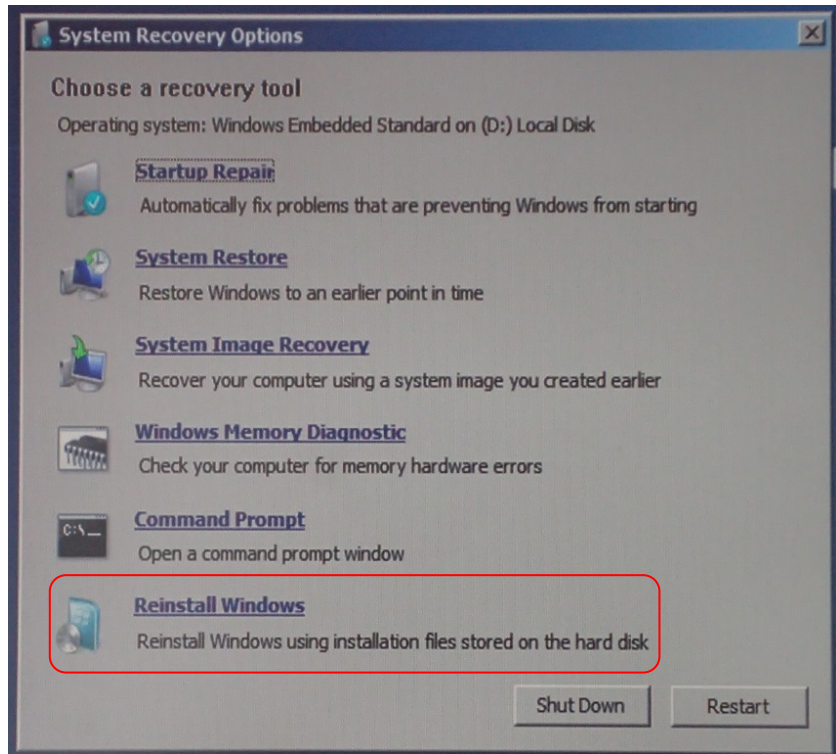 System Recovery Options
Choose a recovery tool
Operating system: Windows Embedded Standard on (D:) Local Disk
Startup Repair
Automatically fix problems that are preventing Windows from starting
System Restore
Restore Windows to an earlier point in time
System Image Recovery
Recover your computer using a system image you created earlier
Windows Memory Diagnostic
Check your computer for memory hardware errors
C:\_
Command Prompt
Open a command prompt window
Reinstall Windows
Reinstall Windows using installation files stored on the hard disk
Shut Down Restart